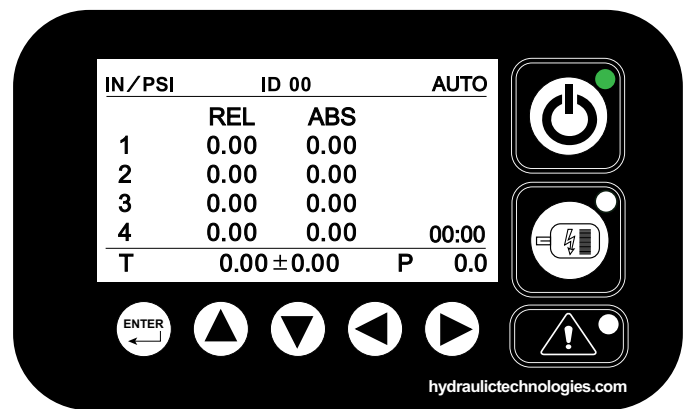 IN/PSI ID 00 AUTO
REL ABS
1 0.00 0.00
2 0.00 0.00
3 0.00 0.00
4 0.00 0.00 00:00
T 0.00±0.00 P 0.0
ENTER
hydraulictechnologies.com